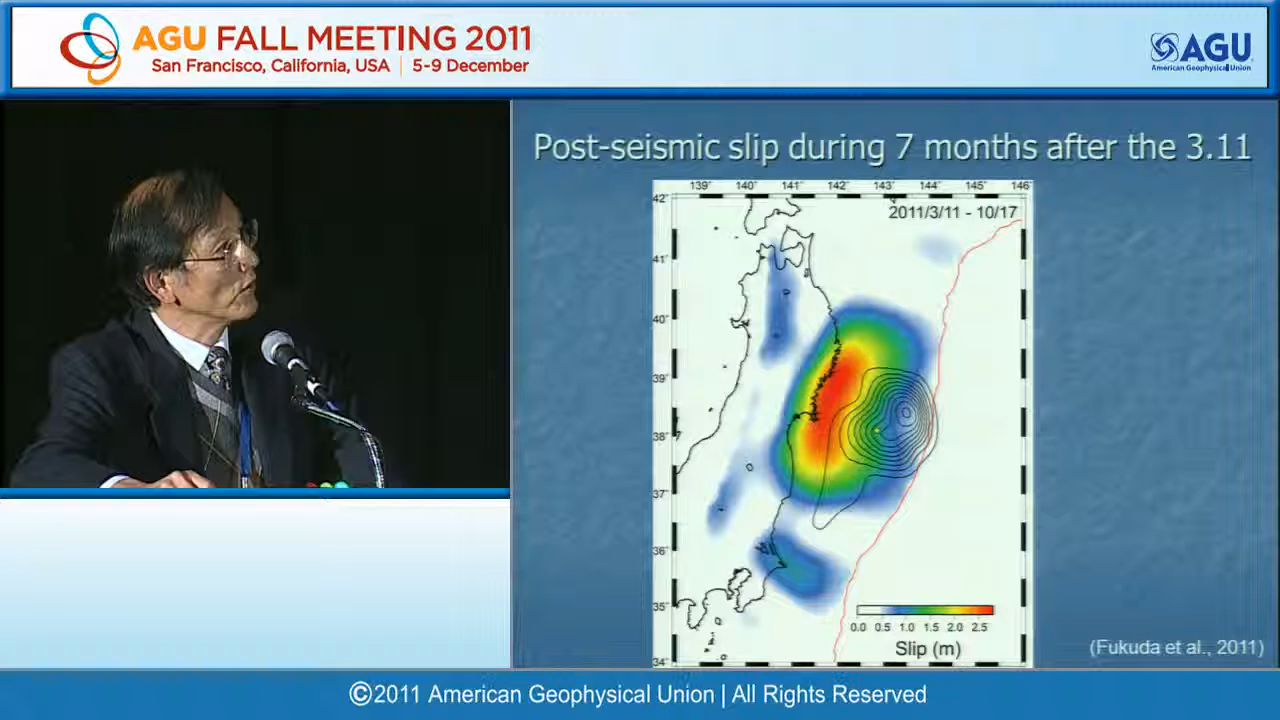 AGU FALL MEETING 2011
San Francisco, California, USA | 5-9 December
AGU
American Geophysical Union
Post-seismic slip during 7 months after the 3.11
139° 140° 141° 142° 143° 144° 145° 146°
42°
2011/3/11 - 10/17
41°
40°
39°
38°
37°
36°
35°
34°
0.0 0.5 1.0 1.5 2.0 2.5
Slip (m)
(Fukuda et al., 2011)
©2011 American Geophysical Union | All Rights Reserved